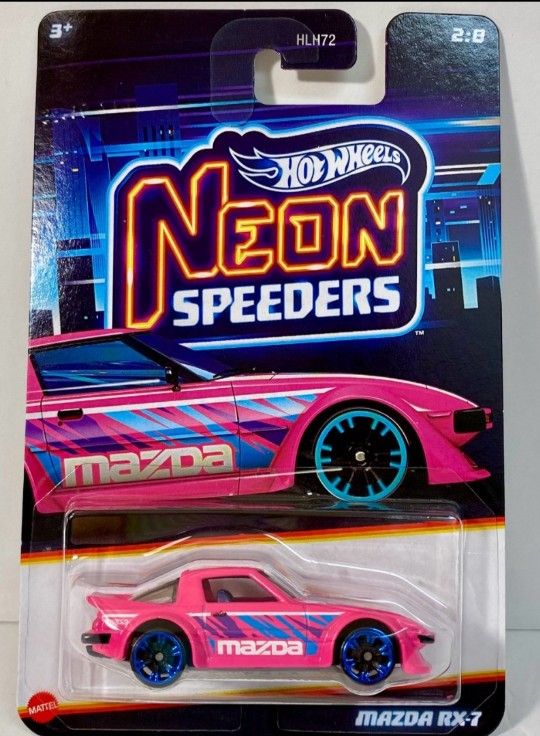 3+
HLH72
2:8
HOT WHEELS
NEON
SPEEDERS
™
mazda
mazda
MATTEL
MAZDA RX-7